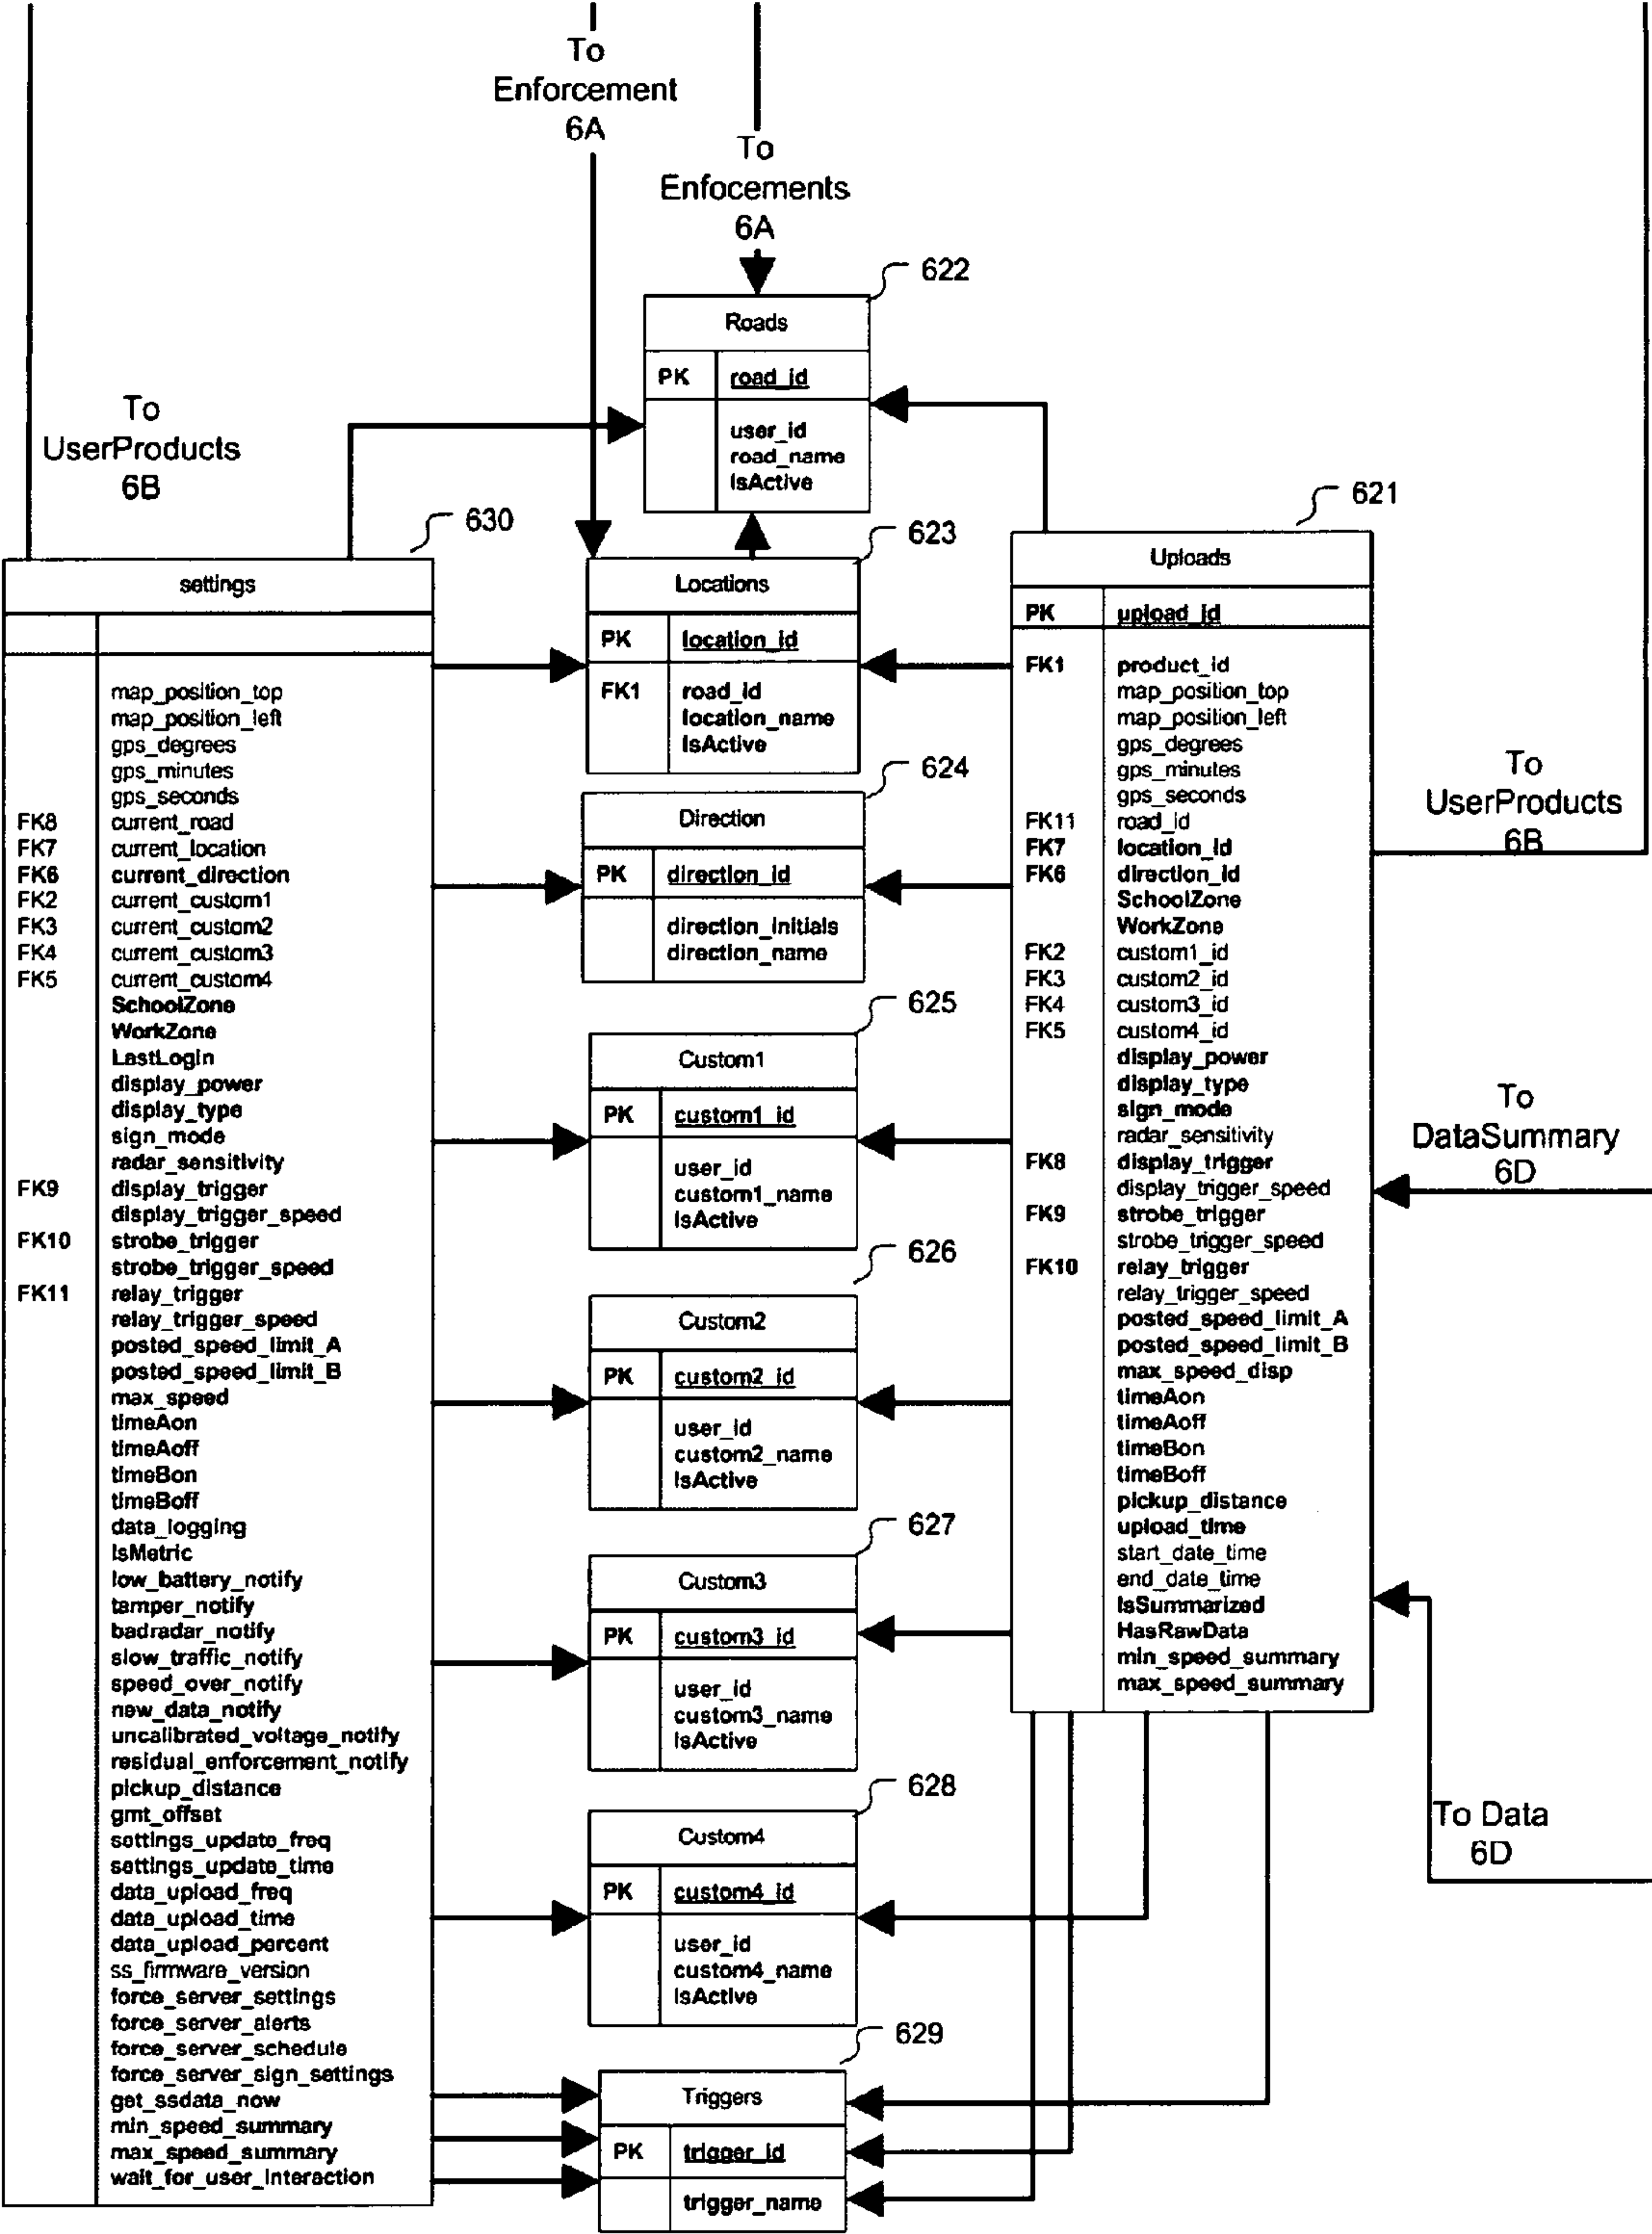 To
Enforcement
6A
To
Enfocements
6A
622
Roads
PK road_id
user_id
road_name
IsActive
To
UserProducts
6B
630
settings
map_position_top
map_position_left
gps_degrees
gps_minutes
gps_seconds
FK8 current_road
FK7 current_location
FK6 current_direction
FK2 current_custom1
FK3 current_custom2
FK4 current_custom3
FK5 current_custom4
SchoolZone
WorkZone
LastLogin
display_power
display_type
sign_mode
radar_sensitivity
FK9 display_trigger
display_trigger_speed
FK10 strobe_trigger
strobe_trigger_speed
FK11 relay_trigger
relay_trigger_speed
posted_speed_limit_A
posted_speed_limit_B
max_speed
timeAon
timeAoff
timeBon
timeBoff
data_logging
IsMetric
low_battery_notify
tamper_notify
badradar_notify
slow_traffic_notify
speed_over_notify
new_data_notify
uncalibrated_voltage_notify
residual_enforcement_notify
pickup_distance
gmt_offset
settings_update_freq
settings_update_time
data_upload_freq
data_upload_time
data_upload_percent
ss_firmware_version
force_server_settings
force_server_alerts
force_server_schedule
force_server_sign_settings
get_ssdata_now
min_speed_summary
max_speed_summary
wait_for_user_interaction
623
Locations
PK location_id
FK1 road_id
location_name
IsActive
624
Direction
PK direction_id
direction_initials
direction_name
625
Custom1
PK custom1_id
user_id
custom1_name
IsActive
626
Custom2
PK custom2_id
user_id
custom2_name
IsActive
627
Custom3
PK custom3_id
user_id
custom3_name
IsActive
628
Custom4
PK custom4_id
user_id
custom4_name
IsActive
629
Triggers
PK trigger_id
trigger_name
621
Uploads
PK upload_id
FK1 product_id
map_position_top
map_position_left
gps_degrees
gps_minutes
gps_seconds
FK11 road_id
FK7 location_id
FK6 direction_id
SchoolZone
WorkZone
FK2 custom1_id
FK3 custom2_id
FK4 custom3_id
FK5 custom4_id
display_power
display_type
sign_mode
radar_sensitivity
FK8 display_trigger
display_trigger_speed
FK9 strobe_trigger
strobe_trigger_speed
FK10 relay_trigger
relay_trigger_speed
posted_speed_limit_A
posted_speed_limit_B
max_speed_disp
timeAon
timeAoff
timeBon
timeBoff
pickup_distance
upload_time
start_date_time
end_date_time
IsSummarized
HasRawData
min_speed_summary
max_speed_summary
To
UserProducts
6B
To
DataSummary
6D
To Data
6D